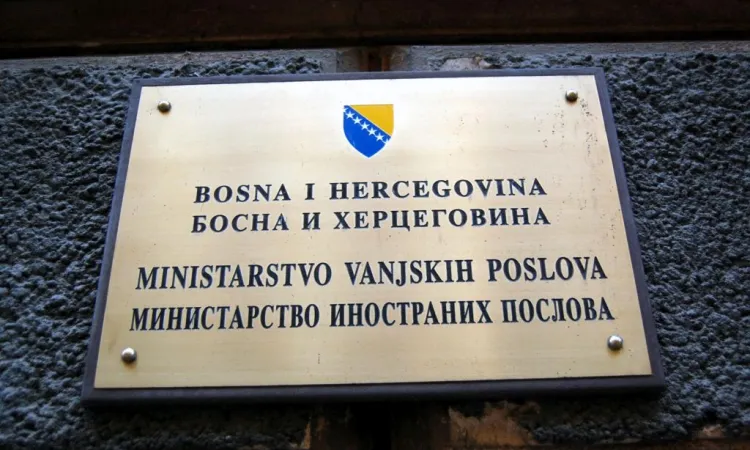 BOSNA I HERCEGOVINA
БОСНА И ХЕРЦЕГОВИНА
MINISTARSTVO VANJSKIH POSLOVA
МИНИСТАРСТВО ИНОСТРАНИХ ПОСЛОВА